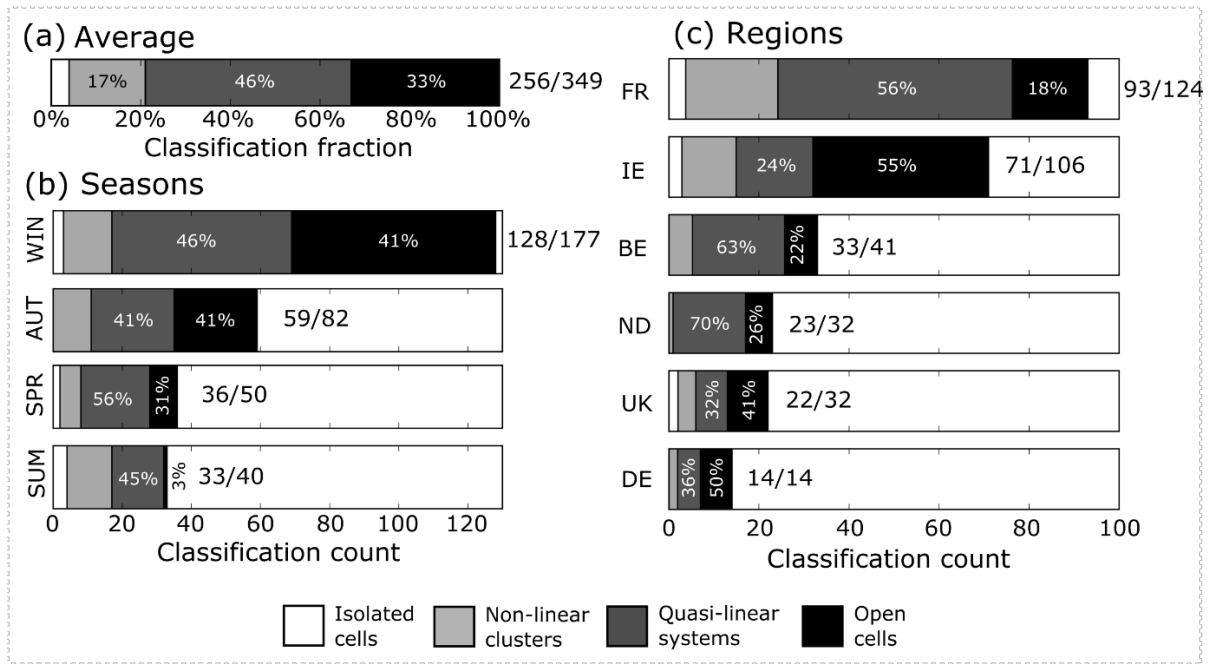 (a) Average
17% 46% 33% 256/349
0% 20% 40% 60% 80% 100%
Classification fraction
(b) Seasons
WIN 46% 41% 128/177
AUT 41% 41% 59/82
SPR 56% 31% 36/50
SUM 45% 3% 33/40
0 20 40 60 80 100 120
Classification count
(c) Regions
FR 56% 18% 93/124
IE 24% 55% 71/106
BE 63% 22% 33/41
ND 70% 26% 23/32
UK 32% 41% 22/32
DE 36% 50% 14/14
0 20 40 60 80 100
Classification count
Isolated
cells
Non-linear
clusters
Quasi-linear
systems
Open
cells